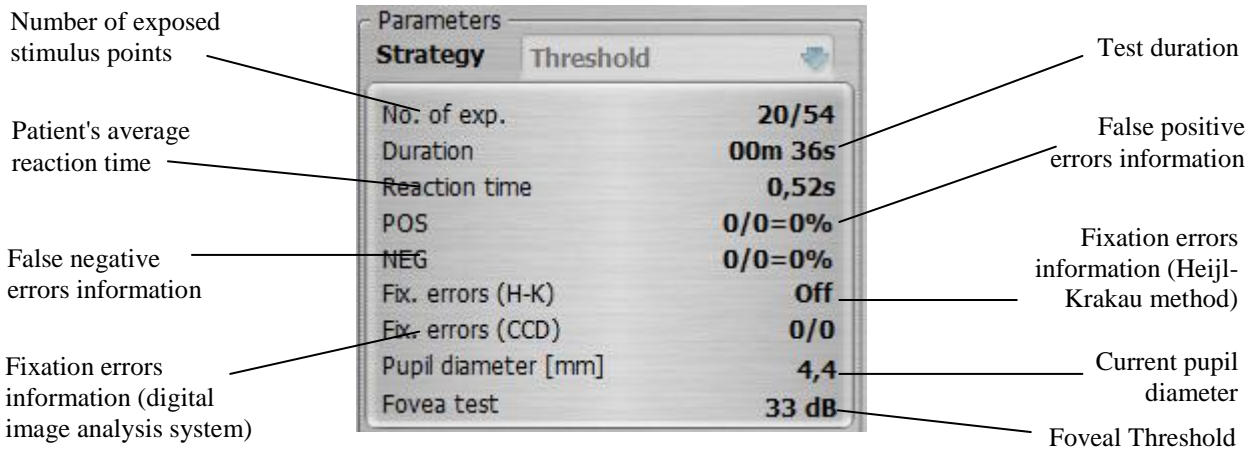 Number of exposed
stimulus points
Patient's average
reaction time
False negative
errors information
Fixation errors
information (digital
image analysis system)
Parameters
Strategy Threshold
No. of exp. 20/54
Duration 00m 36s
Reaction time 0,52s
POS 0/0=0%
NEG 0/0=0%
Fix. errors (H-K) Off
Fix. errors (CCD) 0/0
Pupil diameter [mm] 4,4
Fovea test 33 dB
Test duration
False positive
errors information
Fixation errors
information (Heijl-
Krakau method)
Current pupil
diameter
Foveal Threshold